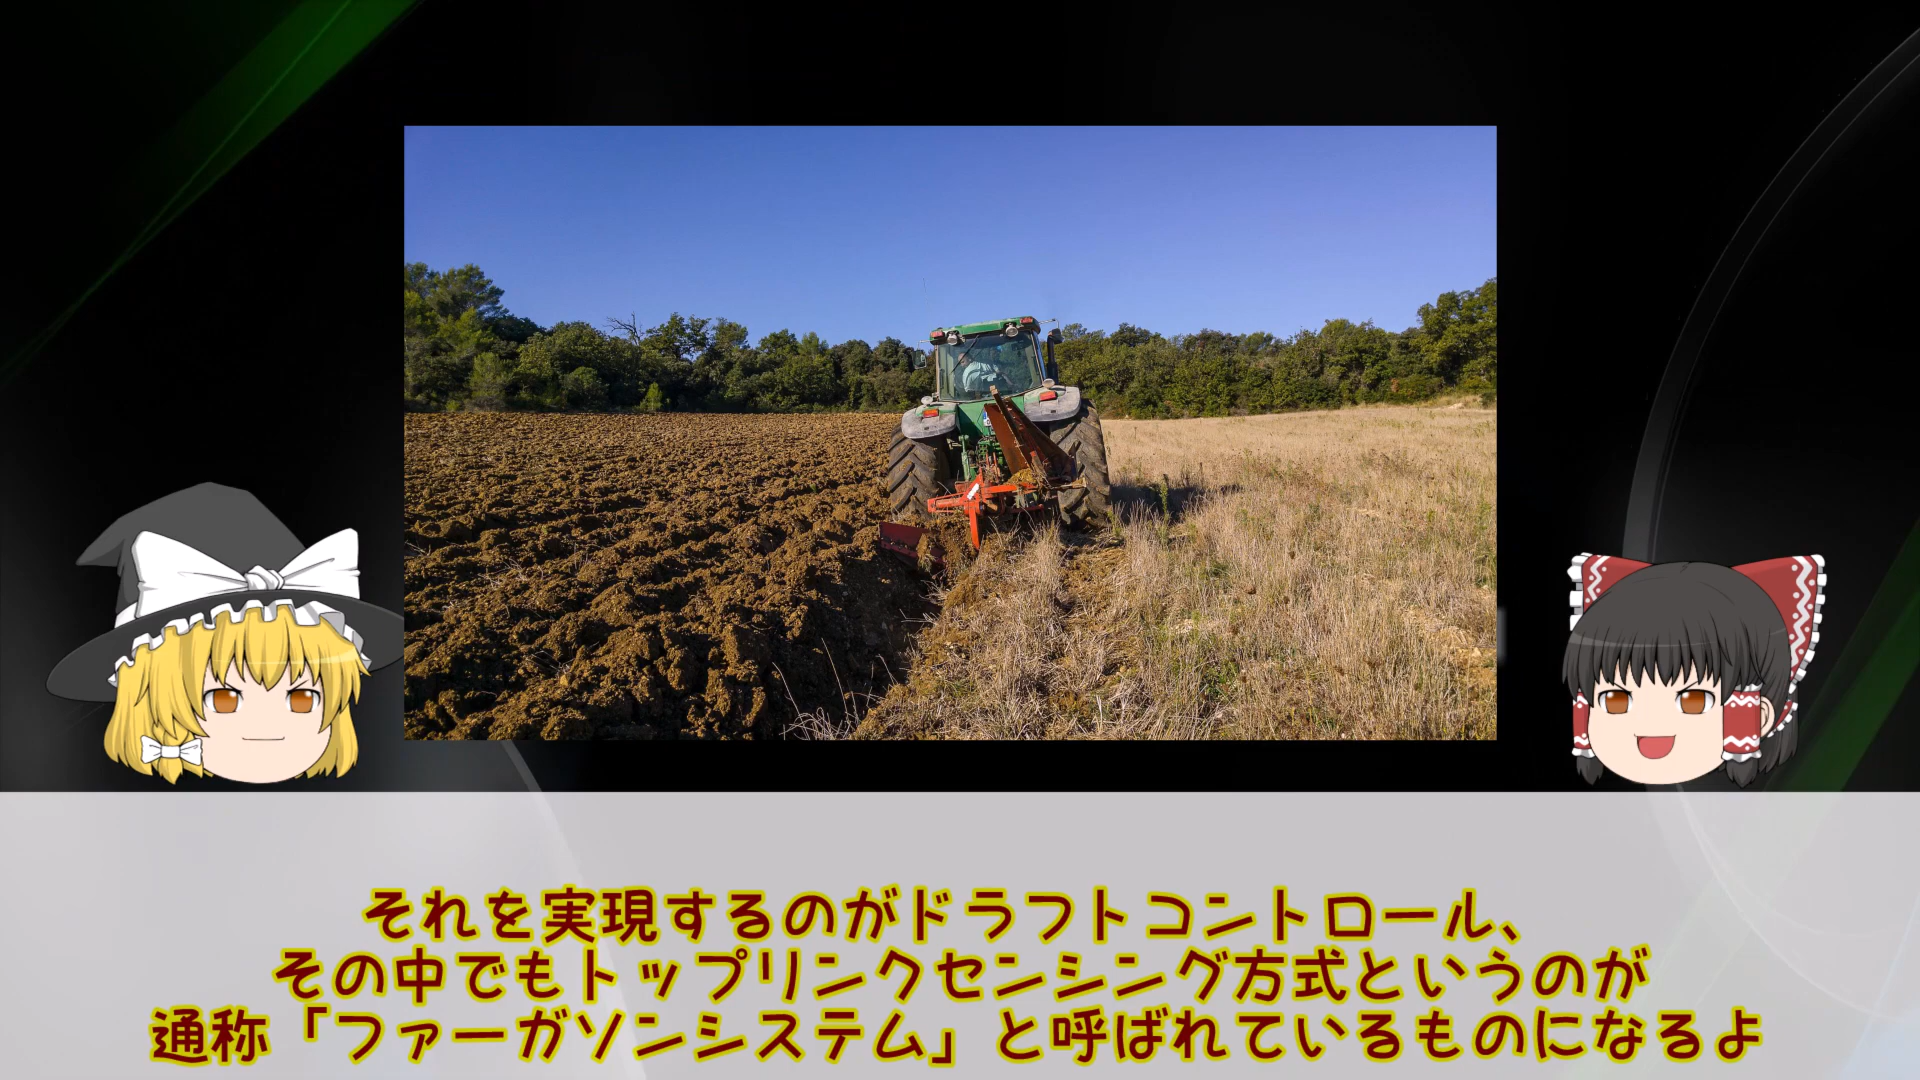 それを実現するのがドラフトコントロール、
その中でもトップリンクセンシング方式というのが
通称「ファーガソンシステム」と呼ばれているものになるよ